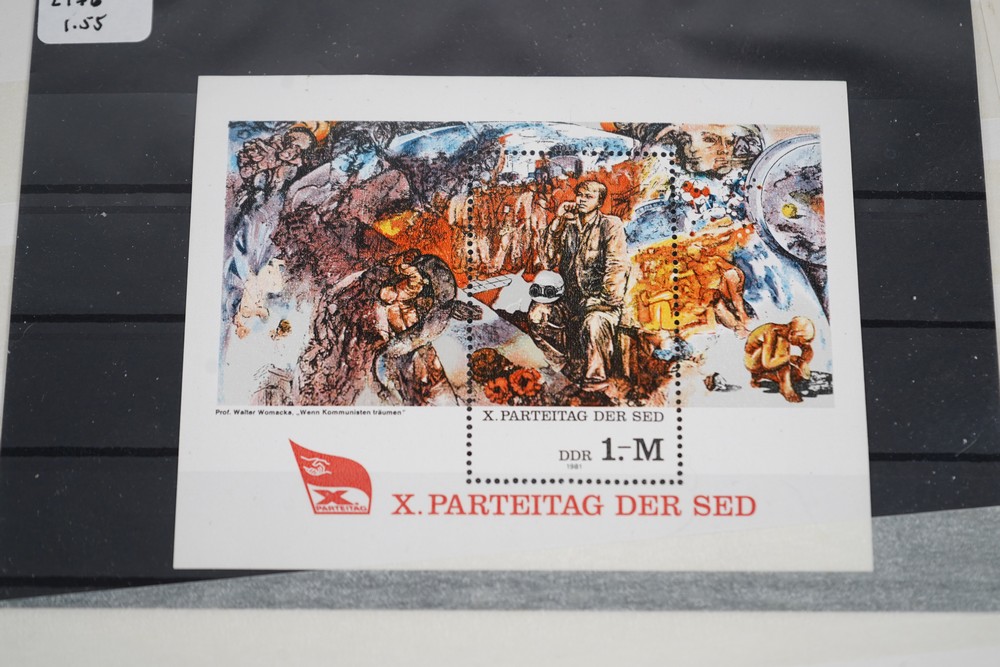 1.55
Prof. Walter Womacka, „Wenn Kommunisten träumen"
X. PARTEITAG DER SED
DDR 1.–M
1981
X.
PARTEITAG
X. PARTEITAG DER SED